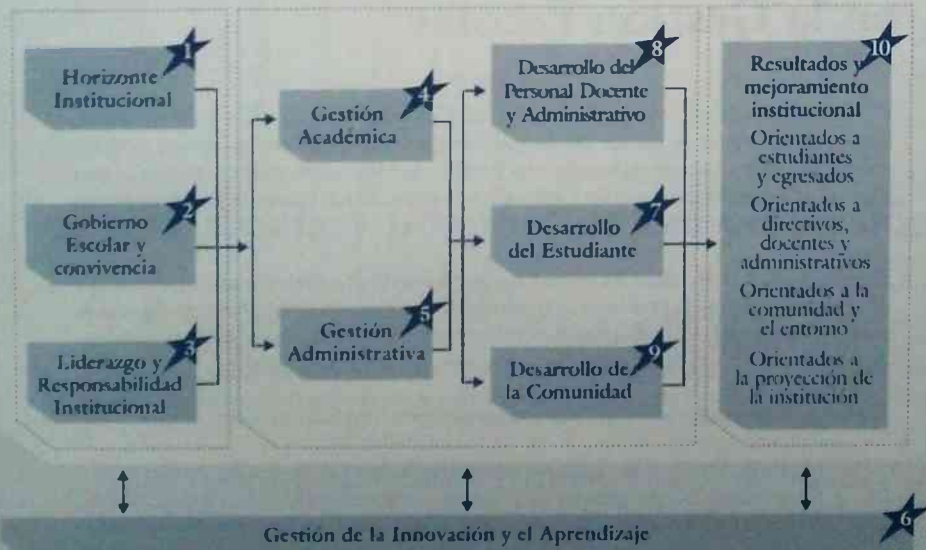 1
Horizonte
Institucional
2
Gobierno
Escolar y
convivencia
3
Liderazgo y
Responsabilidad
Institucional
4
Gestión
Académica
5
Gestión
Administrativa
8
Desarrollo del
Personal Docente
y Administrativo
7
Desarrollo
del Estudiante
9
Desarrollo de
la Comunidad
10
Resultados y
mejoramiento
institucional
Orientados a
estudiantes
y egresados
Orientados a
directivos,
docentes y
administrativos
Orientados a la
comunidad y
el entorno
Orientados a
la proyección de
la institución
Gestión de la Innovación y el Aprendizaje
6